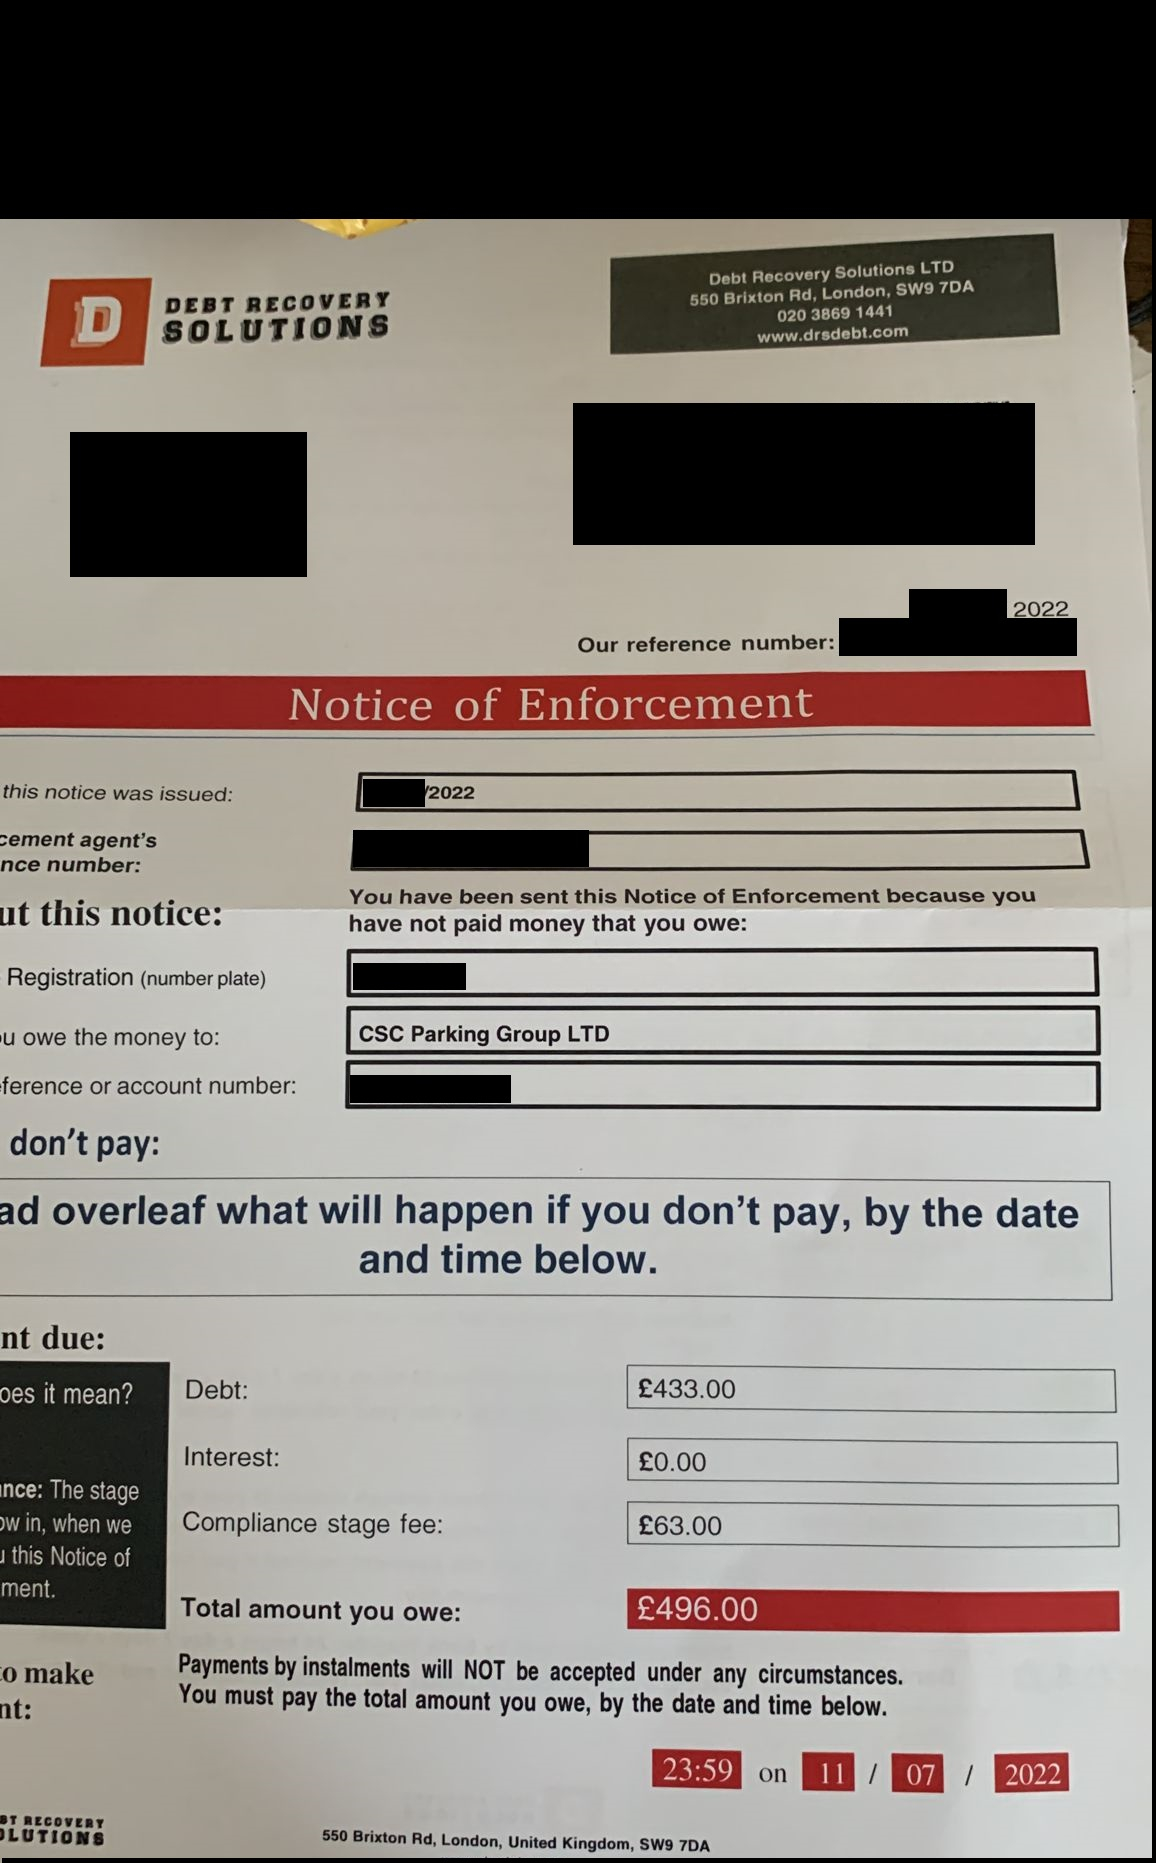 D
DEBT RECOVERY
SOLUTIONS
Debt Recovery Solutions LTD
550 Brixton Rd, London, SW9 7DA
020 3869 1441
www.drsdebt.com
2022
Our reference number:
Notice of Enforcement
this notice was issued:
/2022
cement agent's
nce number:
You have been sent this Notice of Enforcement because you
have not paid money that you owe:
ut this notice:
Registration (number plate)
u owe the money to:
CSC Parking Group LTD
eference or account number:
don't pay:
ad overleaf what will happen if you don't pay, by the date
and time below.
nt due:
oes it mean?
Debt:
£433.00
Interest:
£0.00
ance: The stage
ow in, when we
u this Notice of
ment.
Compliance stage fee:
£63.00
Total amount you owe:
£496.00
to make
nt:
Payments by instalments will NOT be accepted under any circumstances.
You must pay the total amount you owe, by the date and time below.
23:59 on 11 / 07 / 2022
BT RECOVERY
OLUTIONS
550 Brixton Rd, London, United Kingdom, SW9 7DA